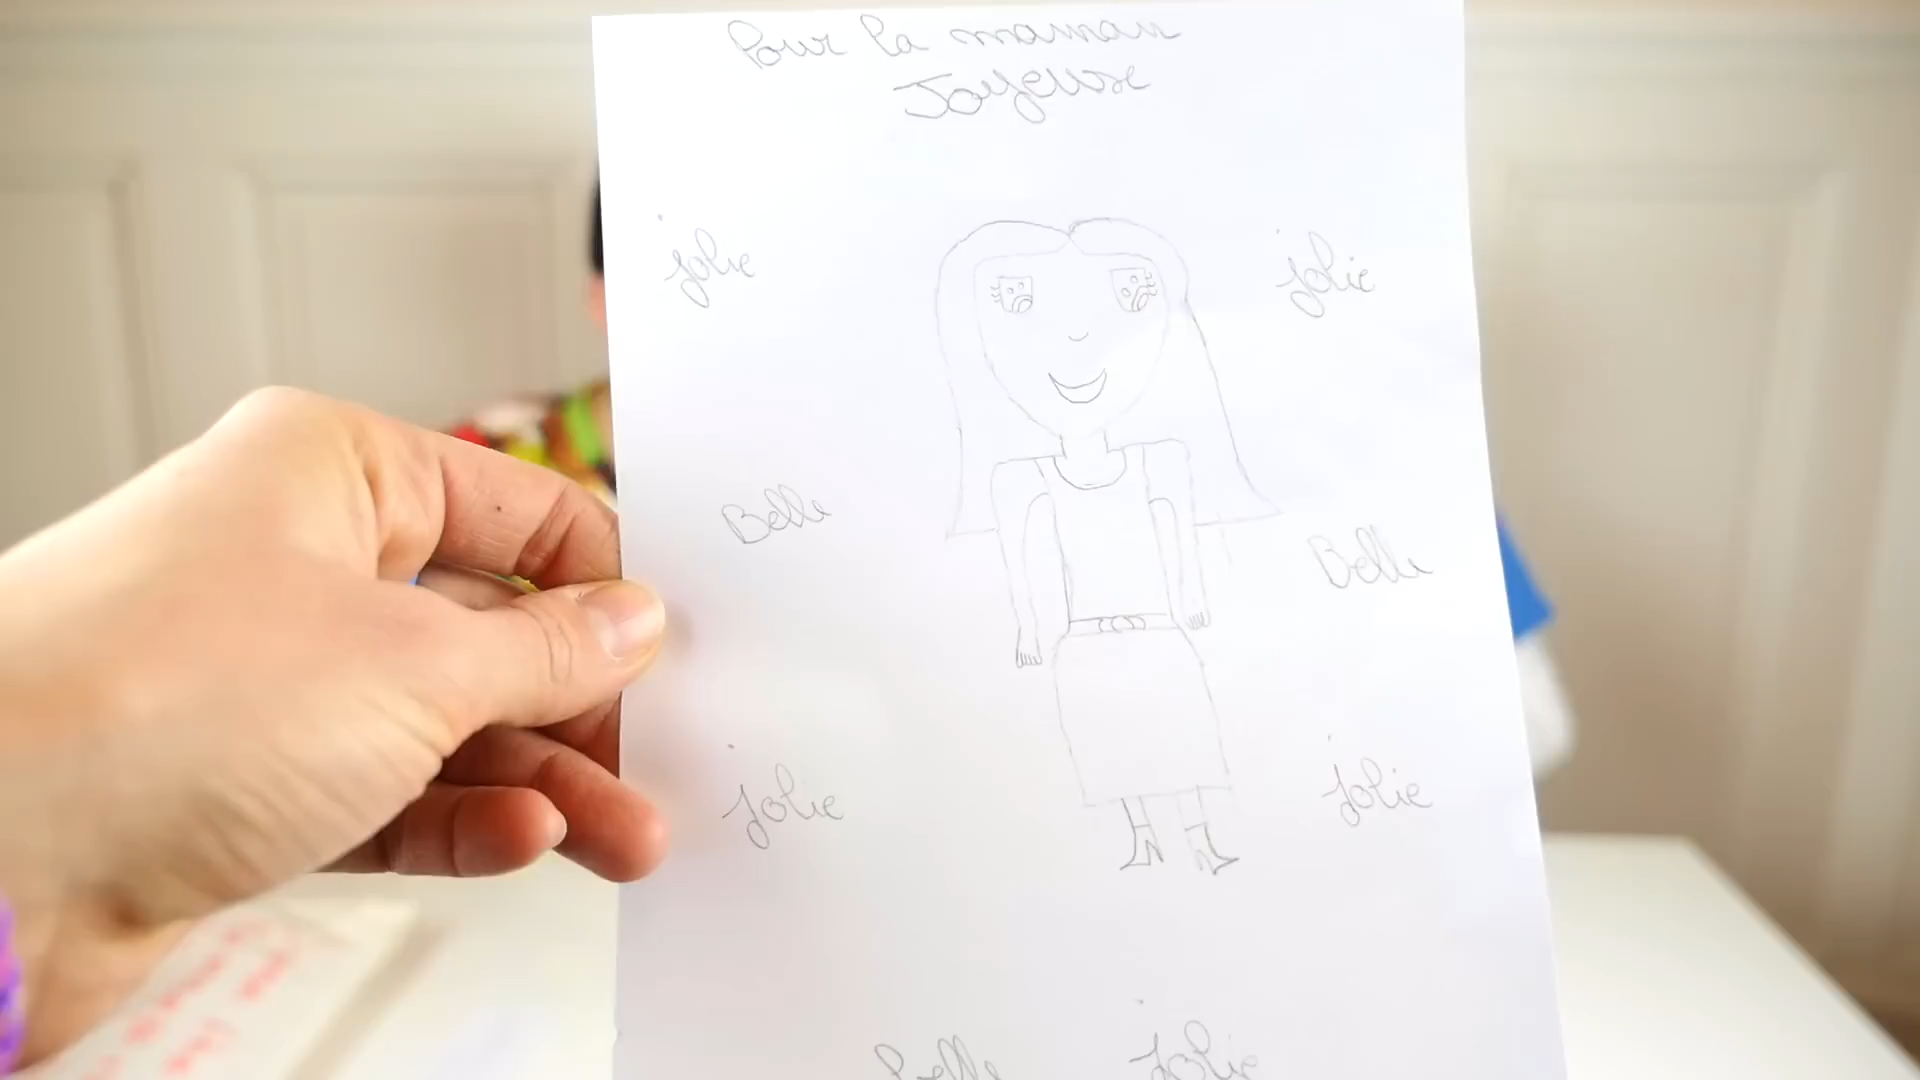 Pour la maman
Joyeuse
jolie
jolie
Belle
Belle
jolie
jolie
belle
Jolie